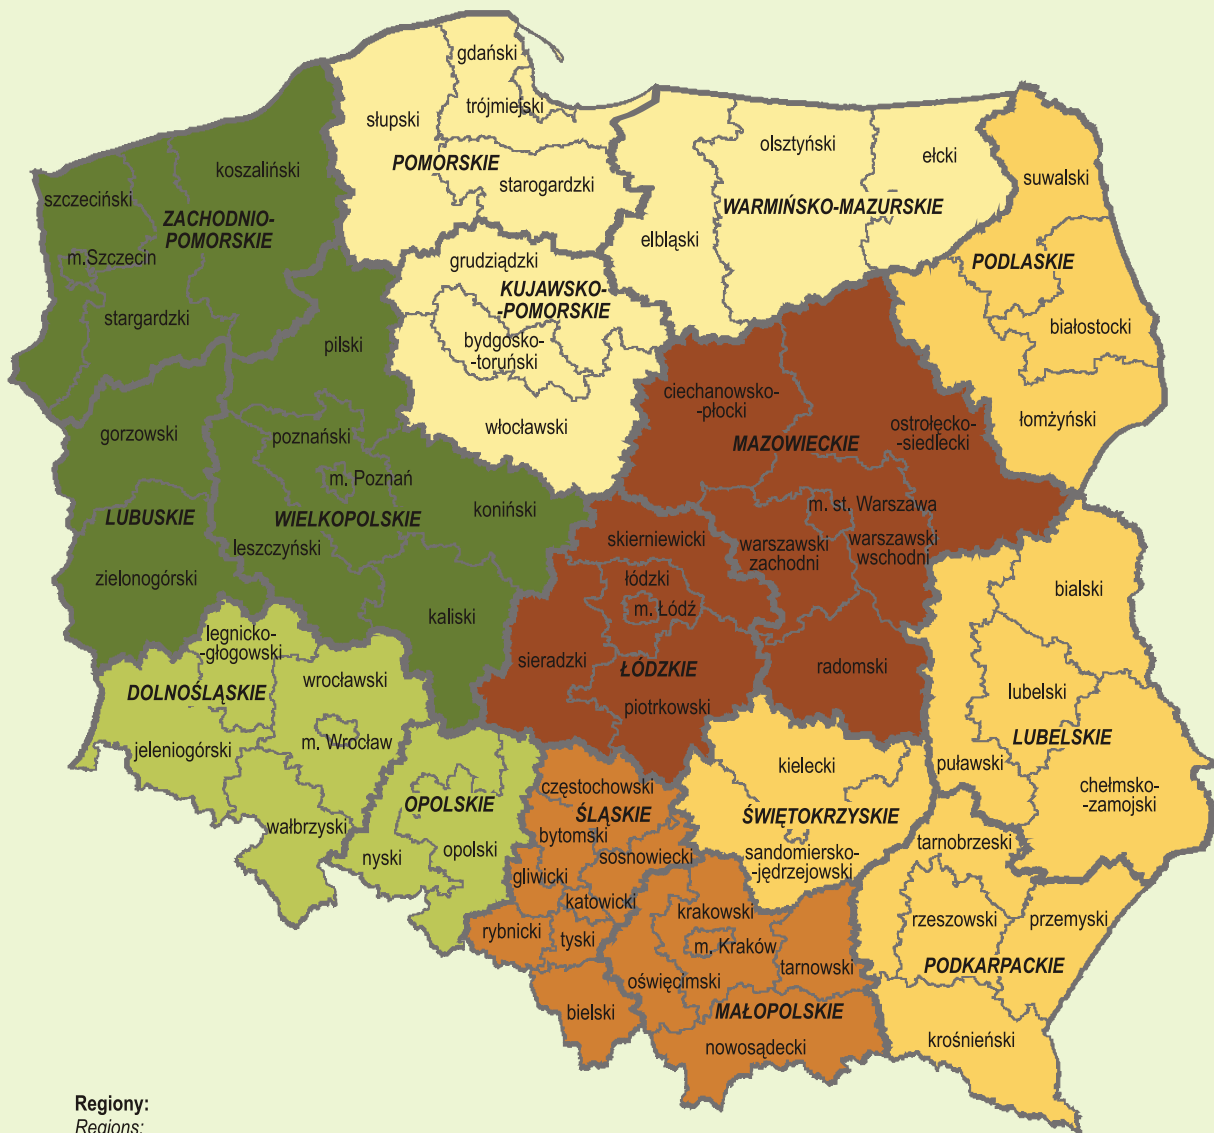 gdański
trójmiejski
słupski
POMORSKIE
starogardzki
olsztyński
ełcki
WARMIŃSKO-MAZURSKIE
elbląski
suwalski
PODLASKIE
białostocki
łomżyński
koszaliński
szczeciński
ZACHODNIO-
POMORSKIE
m.Szczecin
stargardzki
grudziądzki
KUJAWSKO-
-POMORSKIE
bydgosko-
-toruński
włocławski
pilski
poznański
m. Poznań
WIELKOPOLSKIE
koniński
leszczyński
kaliski
gorzowski
LUBUSKIE
zielonogórski
ciechanowsko-
-płocki
MAZOWIECKIE
ostrołęcko-
-siedlecki
m. st. Warszawa
warszawski
zachodni
warszawski
wschodni
radomski
skierniewicki
łódzki
m. Łódź
sieradzki
ŁÓDZKIE
piotrkowski
bialski
lubelski
LUBELSKIE
puławski
chełmsko-
-zamojski
legnicko-
-głogowski
wrocławski
DOLNOŚLĄSKIE
jeleniogórski
m. Wrocław
wałbrzyski
OPOLSKIE
nyski
opolski
częstochowski
ŚLĄSKIE
bytomski
sosnowiecki
gliwicki
katowicki
rybnicki
tyski
bielski
kielecki
ŚWIĘTOKRZYSKIE
sandomiersko-
-jędrzejowski
krakowski
m. Kraków
tarnowski
oświęcimski
MAŁOPOLSKIE
nowosądecki
tarnobrzeski
rzeszowski
przemyski
PODKARPACKIE
krośnieński
Regiony:
Regions: